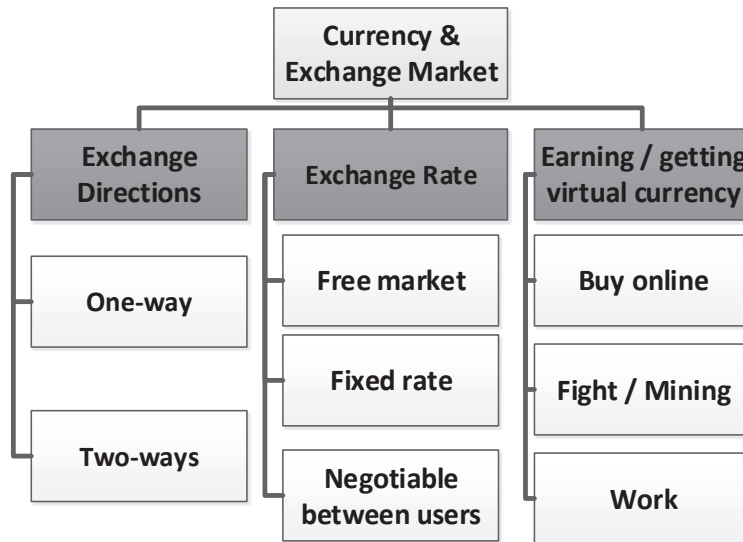 Currency &
Exchange Market
Exchange
Directions
One-way
Two-ways
Exchange Rate
Free market
Fixed rate
Negotiable
between users
Earning / getting
virtual currency
Buy online
Fight / Mining
Work